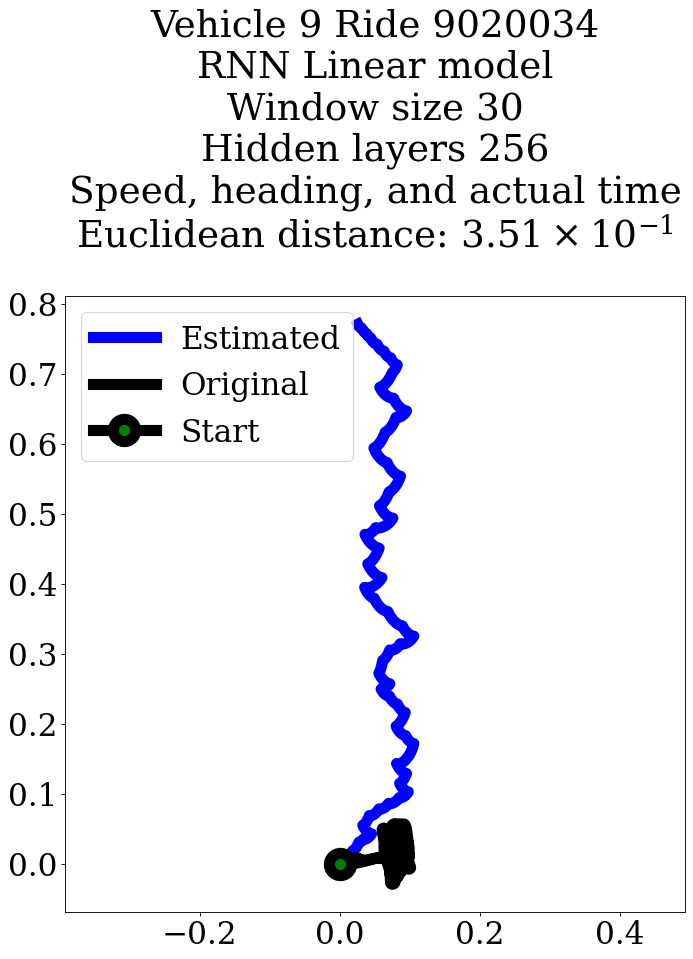 Vehicle 9 Ride 9020034
RNN Linear model
Window size 30
Hidden layers 256
Speed, heading, and actual time
Euclidean distance: 3.51 × 10⁻¹
Estimated
Original
Start
0.8
0.7
0.6
0.5
0.4
0.3
0.2
0.1
0.0
−0.2 0.0 0.2 0.4